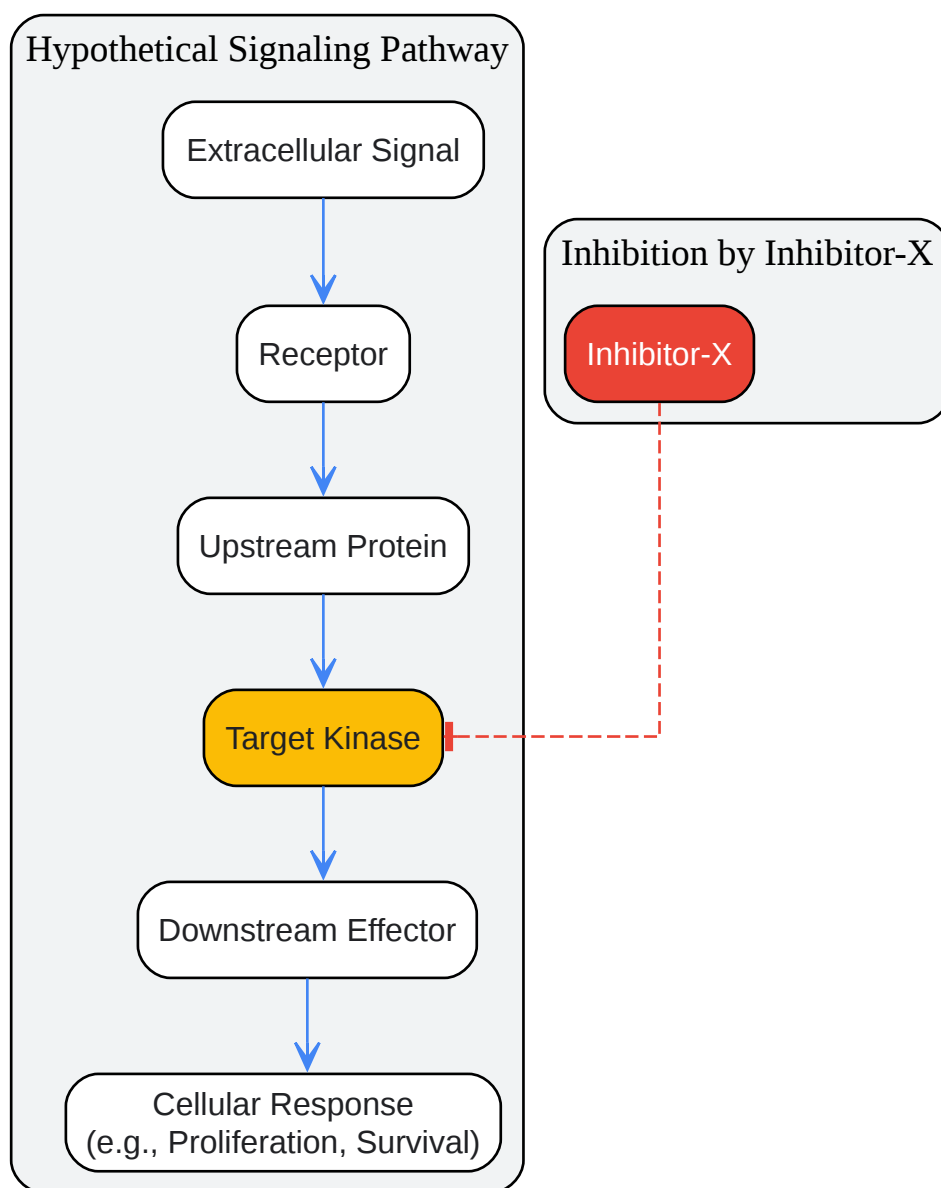 Hypothetical Signaling Pathway
Extracellular Signal
Inhibition by Inhibitor-X
Receptor
Inhibitor-X
Upstream Protein
Target Kinase
Downstream Effector
Cellular Response
(e.g., Proliferation, Survival)